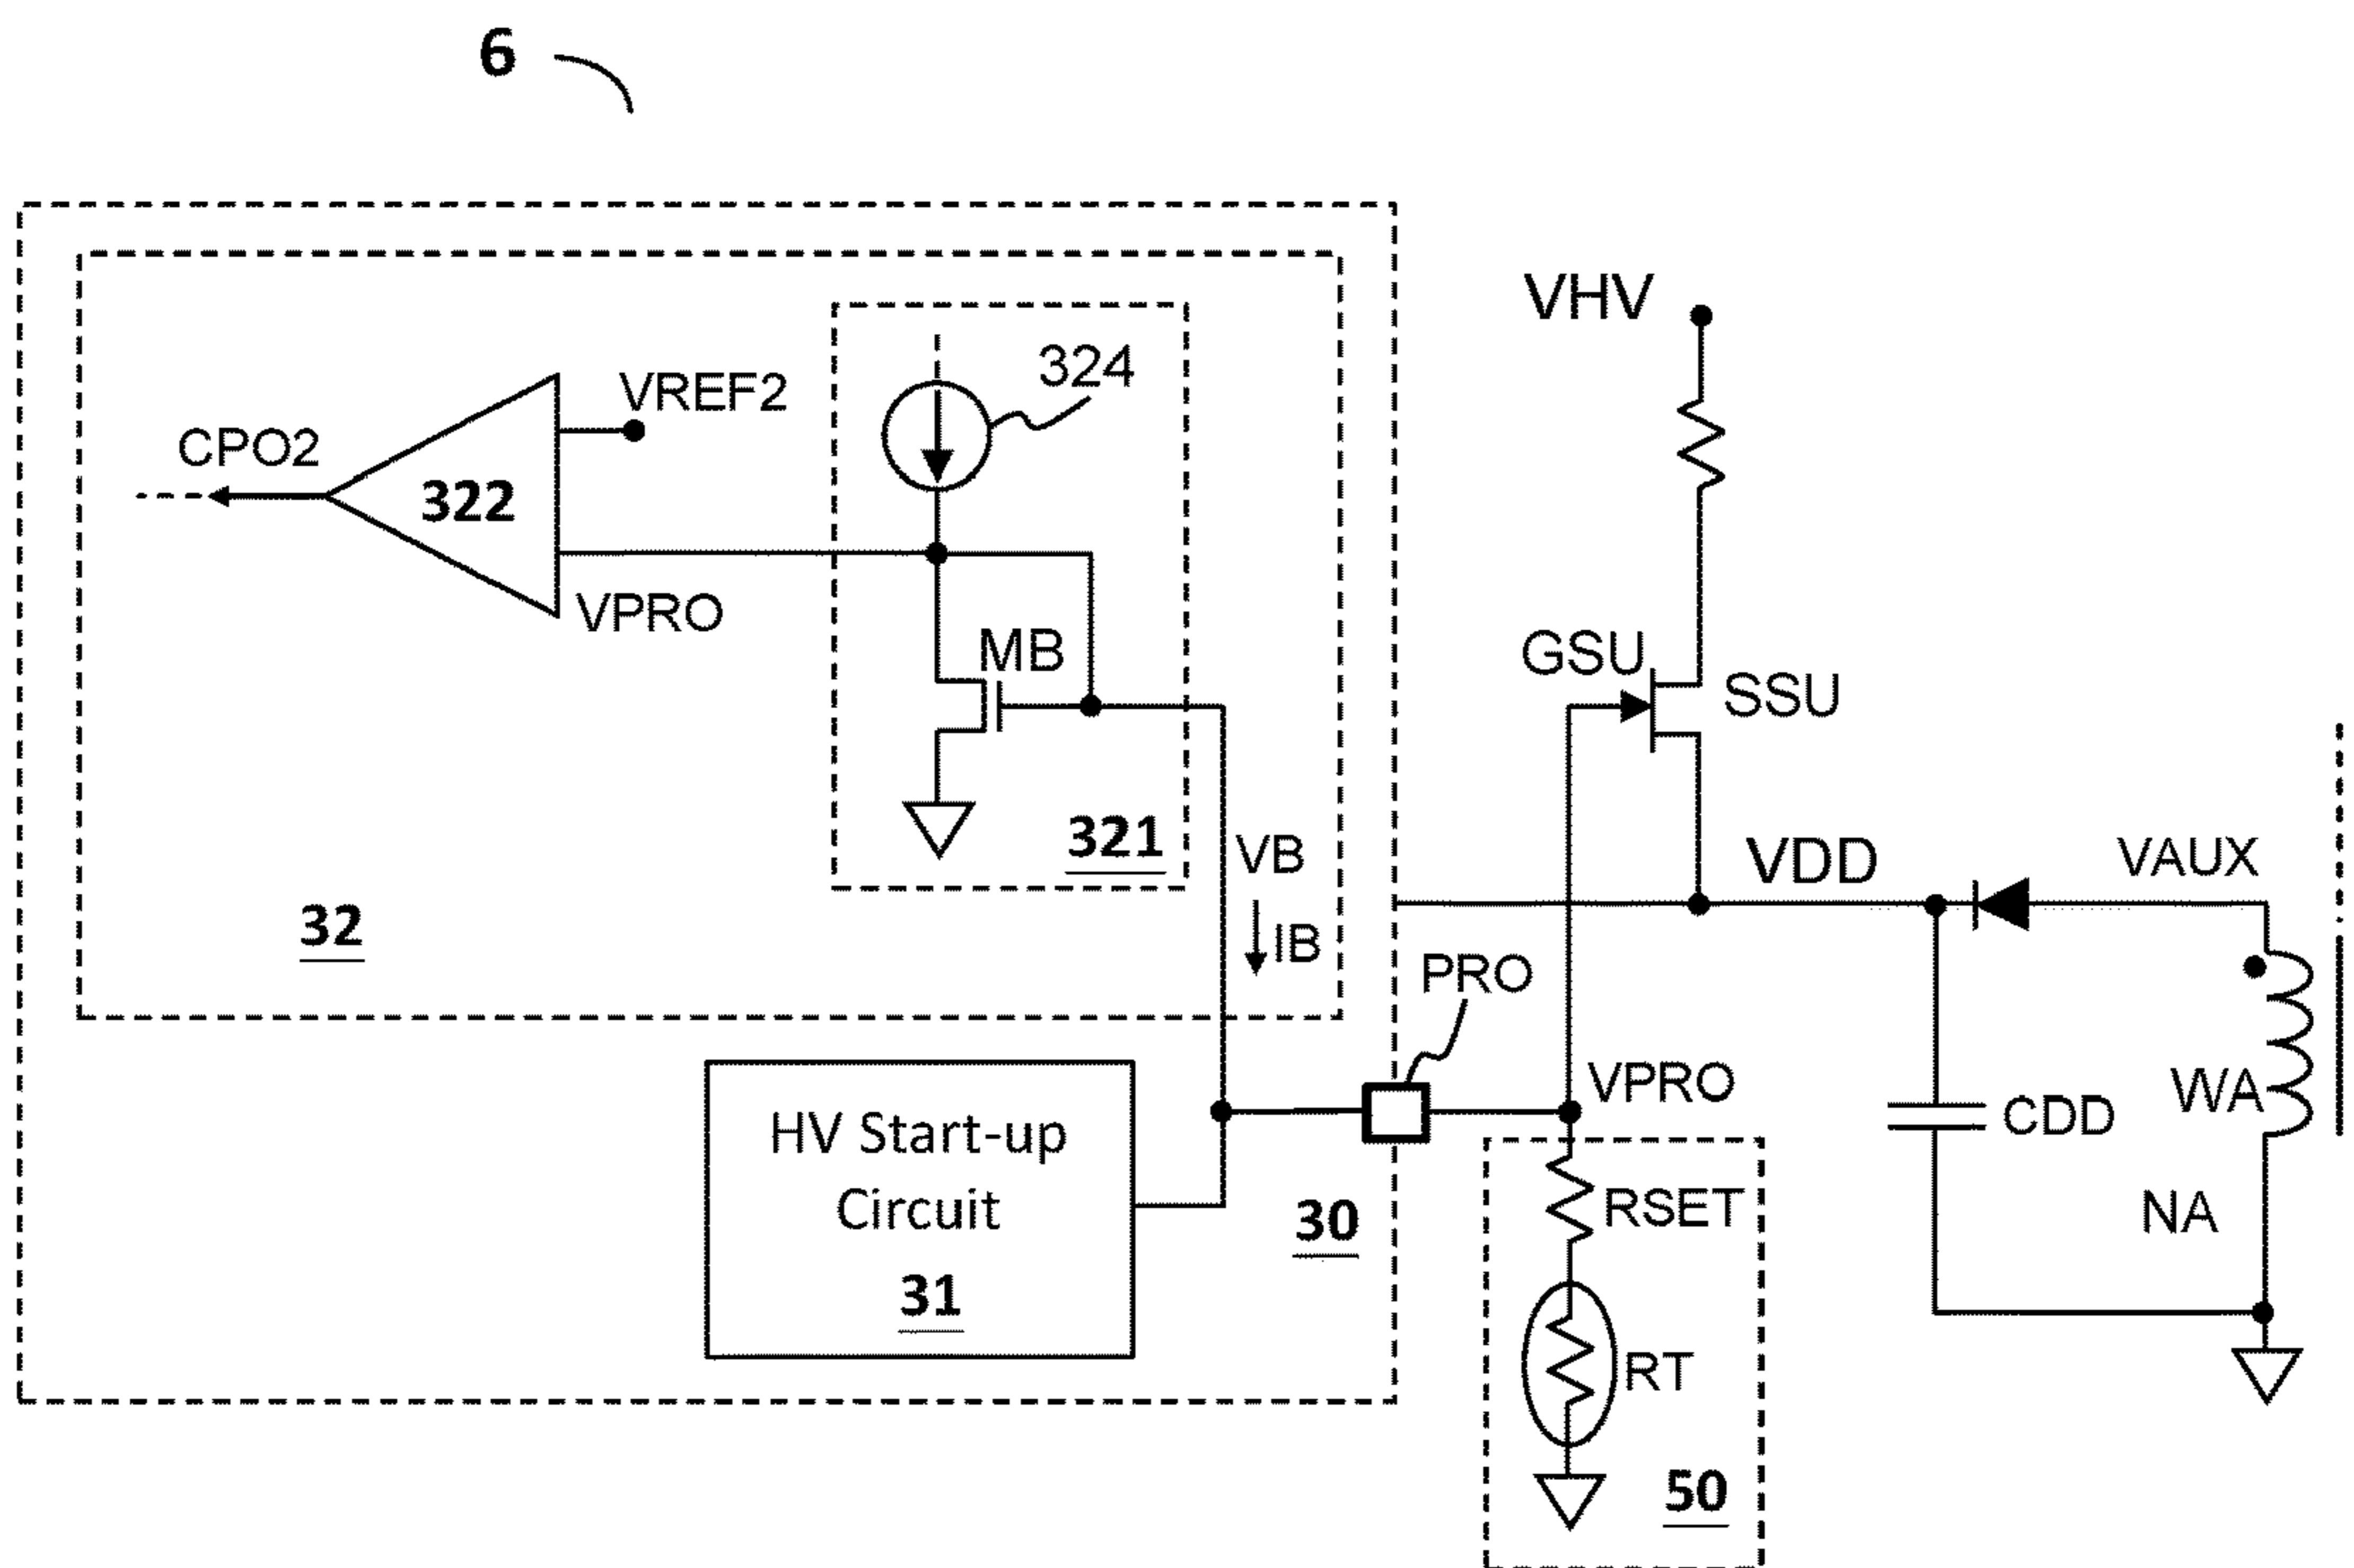 6
VHV
324
VREF2
CPO2
322
VPRO
MB
GSU
SSU
321
VB
VDD
VAUX
32
IB
PRO
VPRO
WA
CDD
HV Start-up
Circuit
31
30
RSET
NA
RT
50